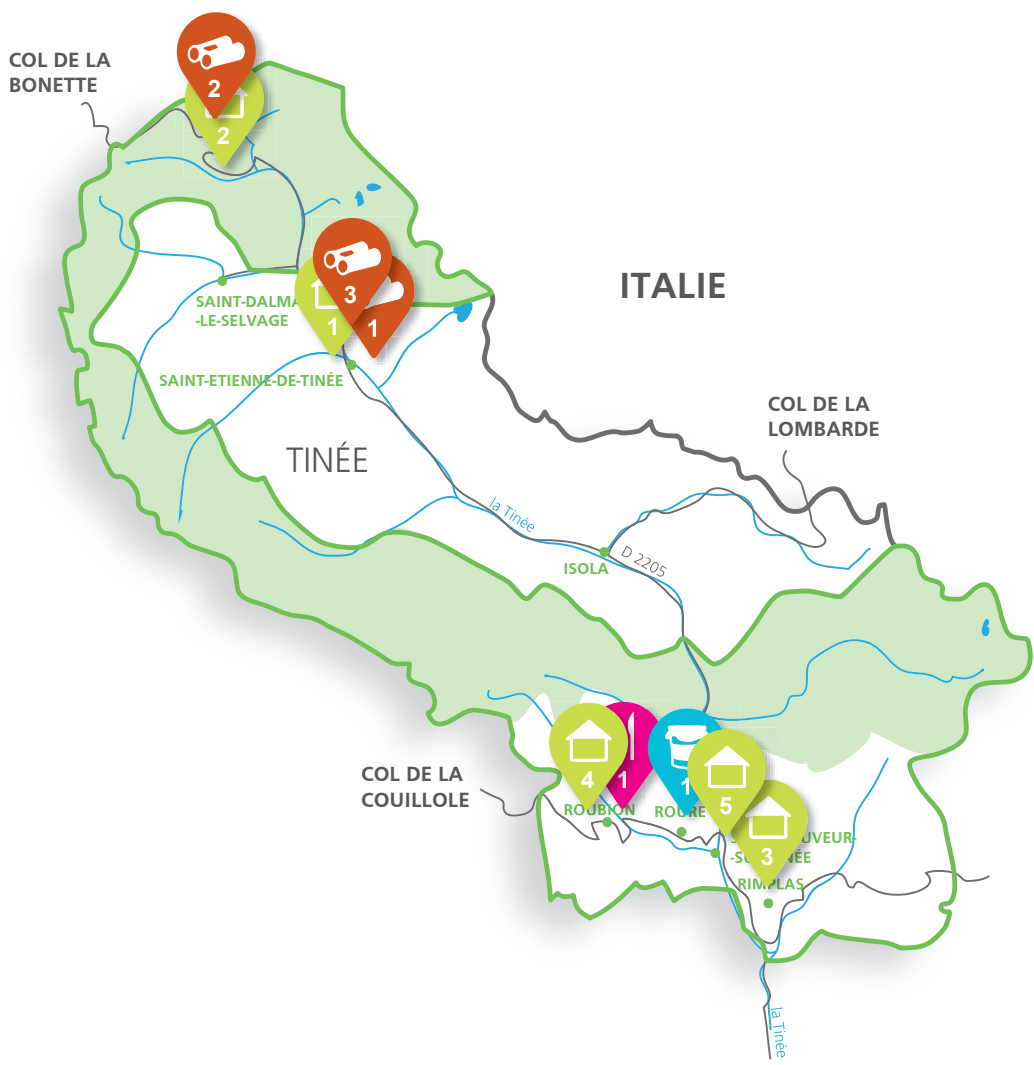 COL DE LA
BONETTE
2
2
ITALIE
3
1
1
SAINT-DALMA
-LE-SELVAGE
SAINT-ETIENNE-DE-TINÉE
COL DE LA
LOMBARDE
TINÉE
la Tinée
D 2205
ISOLA
4
1
1
5
3
COL DE LA
COUILLOLE
ROUBION
ROURE
UVEUR-
NÉE
RIMPLAS
la Tinée